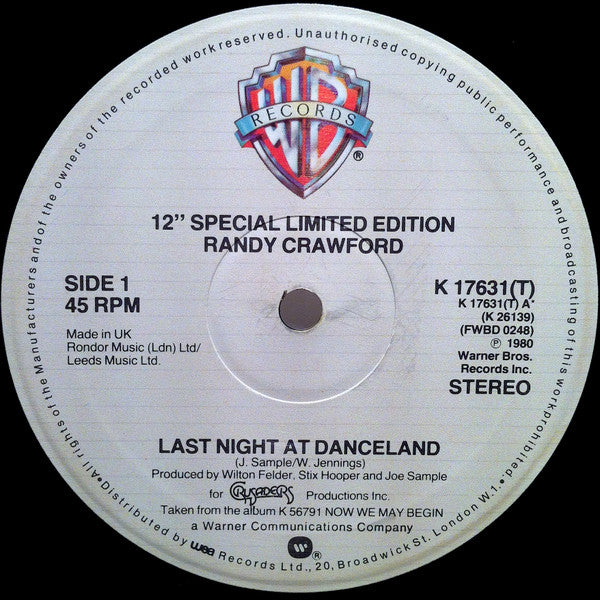 All rights of the Manufacturers and of the owners of the recorded work reserved. Unauthorised copying public performance and broadcasting of this work prohibited.
WB
RECORDS
®
12" SPECIAL LIMITED EDITION
RANDY CRAWFORD
SIDE 1
45 RPM
Made in UK
Rondor Music (Ldn) Ltd/
Leeds Music Ltd.
K 17631(T)
K 17631(T) A*
(K 26139)
(FWBD 0248)
℗ 1980
Warner Bros.
Records Inc.
STEREO
LAST NIGHT AT DANCELAND
(J. Sample/W. Jennings)
Produced by Wilton Felder, Stix Hooper and Joe Sample
for CRUSADERS Productions Inc.
Taken from the album K 56791 NOW WE MAY BEGIN
a Warner Communications Company
®
•Distributed by wea Records Ltd., 20, Broadwick St. London W.1.•